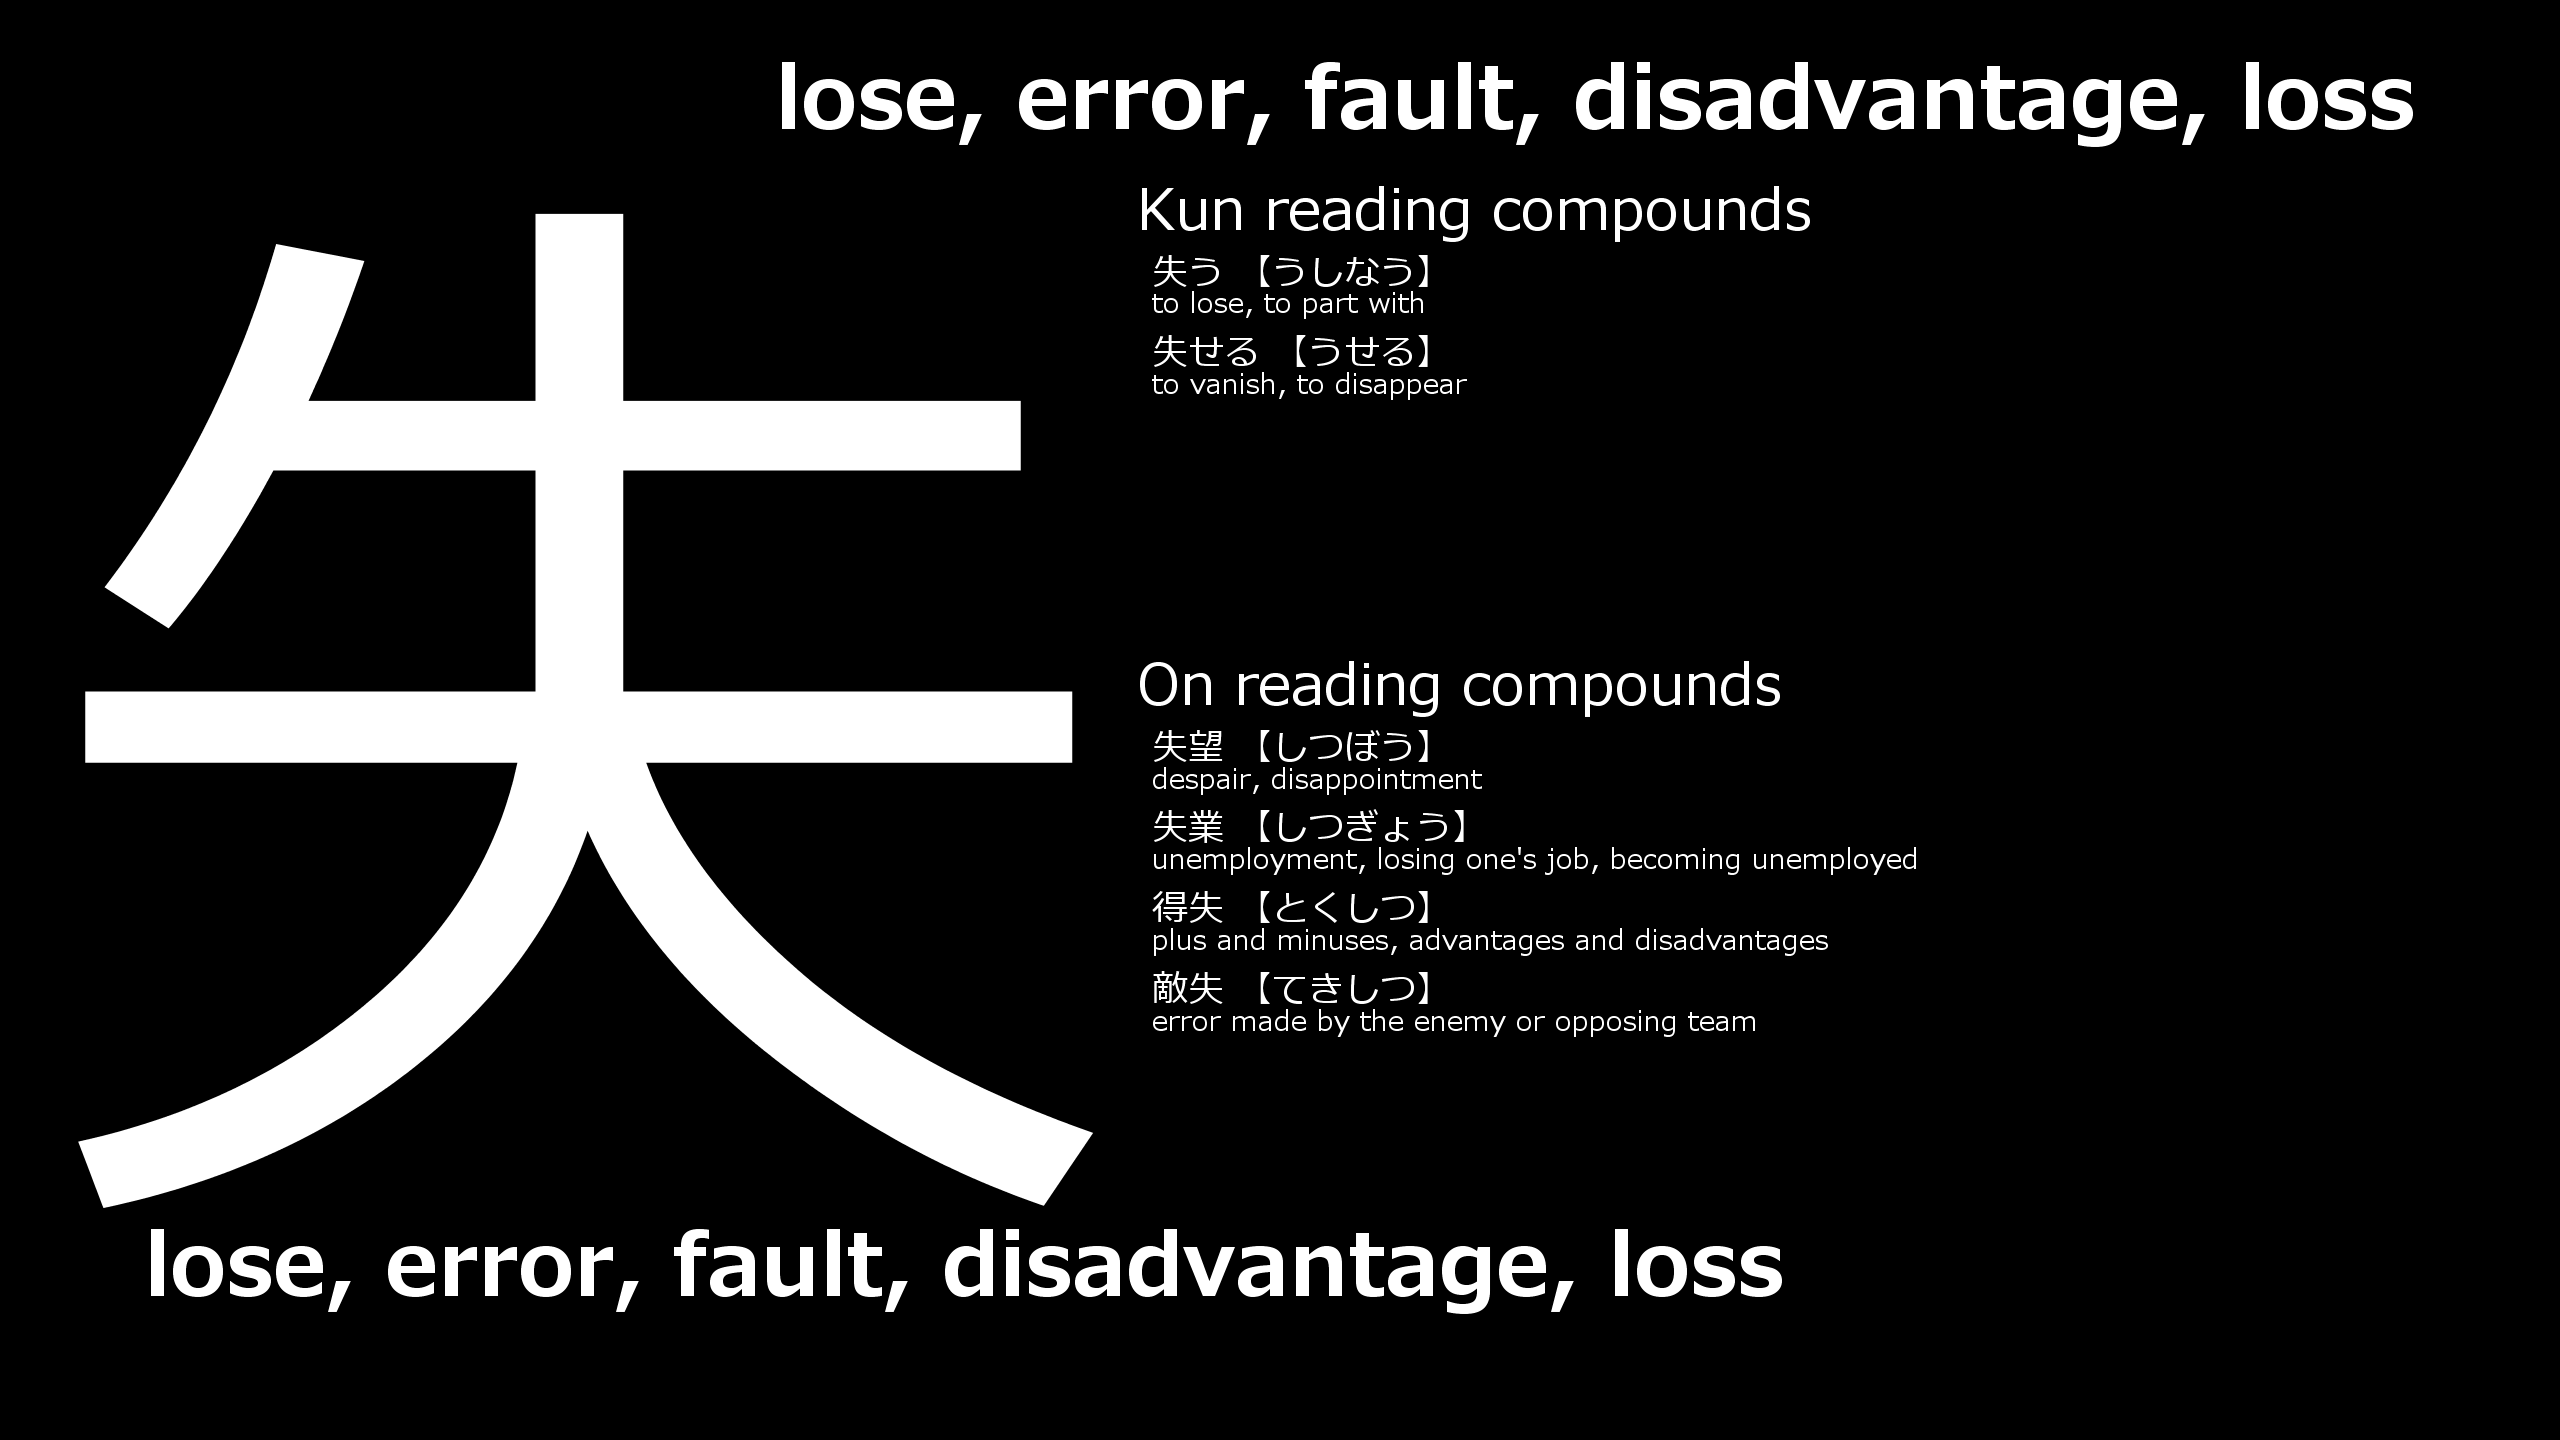 lose, error, fault, disadvantage, loss
失
Kun reading compounds
失う 【うしなう】
to lose, to part with
失せる 【うせる】
to vanish, to disappear
On reading compounds
失望 【しつぼう】
despair, disappointment
失業 【しつぎょう】
unemployment, losing one's job, becoming unemployed
得失 【とくしつ】
plus and minuses, advantages and disadvantages
敵失 【てきしつ】
error made by the enemy or opposing team
lose, error, fault, disadvantage, loss